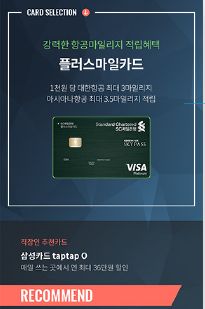 CARD SELECTION
강력한 항공마일리지 적립혜택
플러스마일카드
1천원 당 대한항공 최대 3마일리지
아시아나항공 최대 3.5마일리지 적립
Standard Chartered
SC제일은행
SKYPASS
VISA
Platinum
직장인 추천카드
삼성카드 taptap O
매일 쓰는 곳에서 연 최대 36만원 할인
RECOMMEND